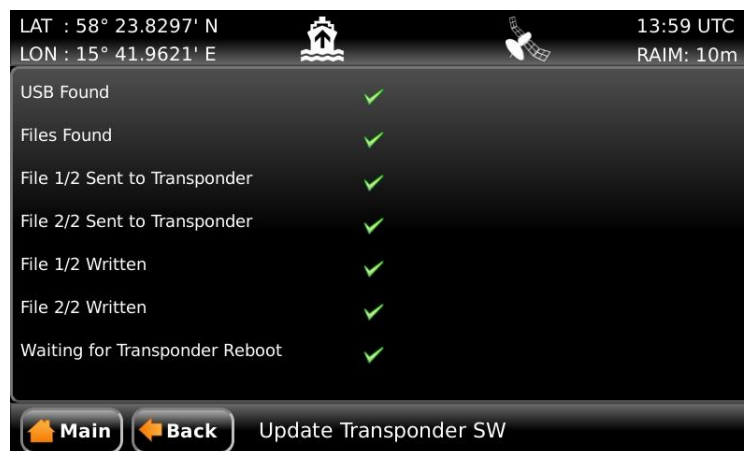 LAT : 58° 23.8297' N
LON : 15° 41.9621' E
13:59 UTC
RAIM: 10m
USB Found
Files Found
File 1/2 Sent to Transponder
File 2/2 Sent to Transponder
File 1/2 Written
File 2/2 Written
Waiting for Transponder Reboot
Main
Back
Update Transponder SW